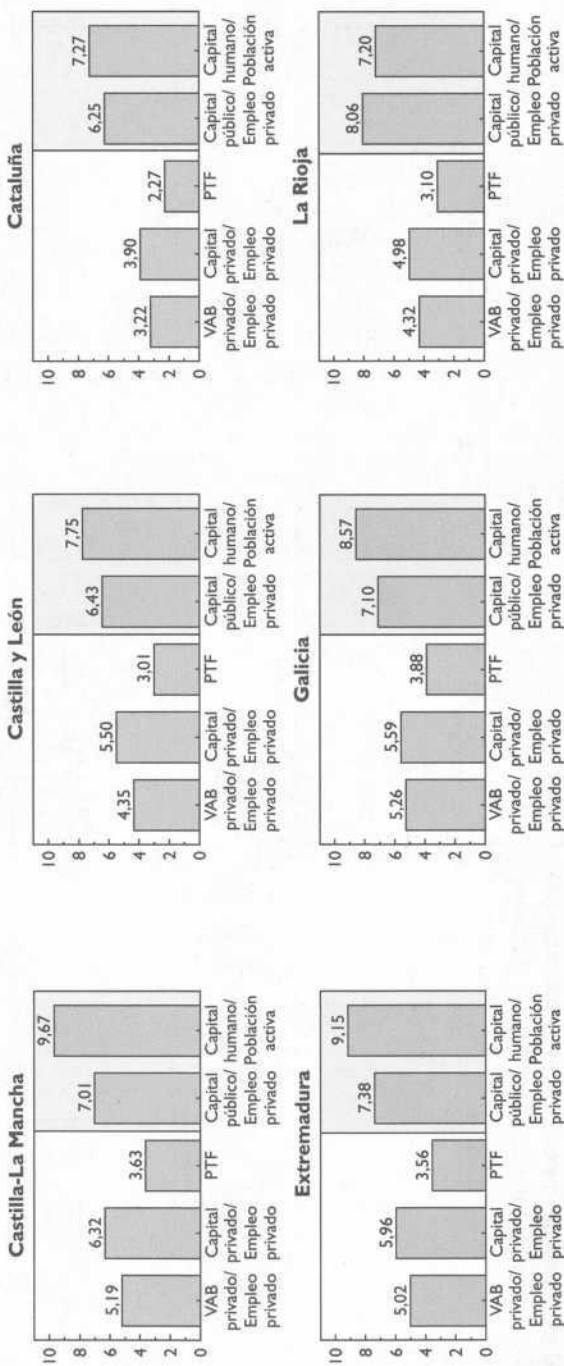 Castilla-La Mancha
10
8
6
4
2
0
5,19
6,32
3,63
7,01
9,67
VAB Capital PTF Capital Capital
privado/ privado/ público/ humano/
Empleo Empleo Empleo Población
privado privado privado activa
Castilla y León
10
8
6
4
2
0
4,35
5,50
3,01
6,43
7,75
VAB Capital PTF Capital Capital
privado/ privado/ público/ humano/
Empleo Empleo Empleo Población
privado privado privado activa
Cataluña
10
8
6
4
2
0
3,22
3,90
2,27
6,25
7,27
VAB Capital PTF Capital Capital
privado/ privado/ público/ humano/
Empleo Empleo Empleo Población
privado privado privado activa
Extremadura
10
8
6
4
2
0
5,02
5,96
3,56
7,38
9,15
VAB Capital PTF Capital Capital
privado/ privado/ público/ humano/
Empleo Empleo Empleo Población
privado privado privado activa
Galicia
10
8
6
4
2
0
5,26
5,59
3,88
7,10
8,57
VAB Capital PTF Capital Capital
privado/ privado/ público/ humano/
Empleo Empleo Empleo Población
privado privado privado activa
La Rioja
10
8
6
4
2
0
4,32
4,98
3,10
8,06
7,20
VAB Capital PTF Capital Capital
privado/ privado/ público/ humano/
Empleo Empleo Empleo Población
privado privado privado activa